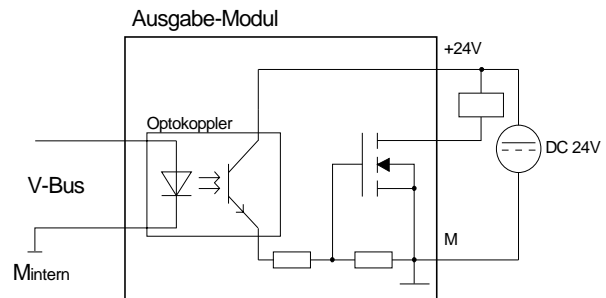 Ausgabe-Modul
+24V
Optokoppler
DC 24V
V-Bus
M
Mintern